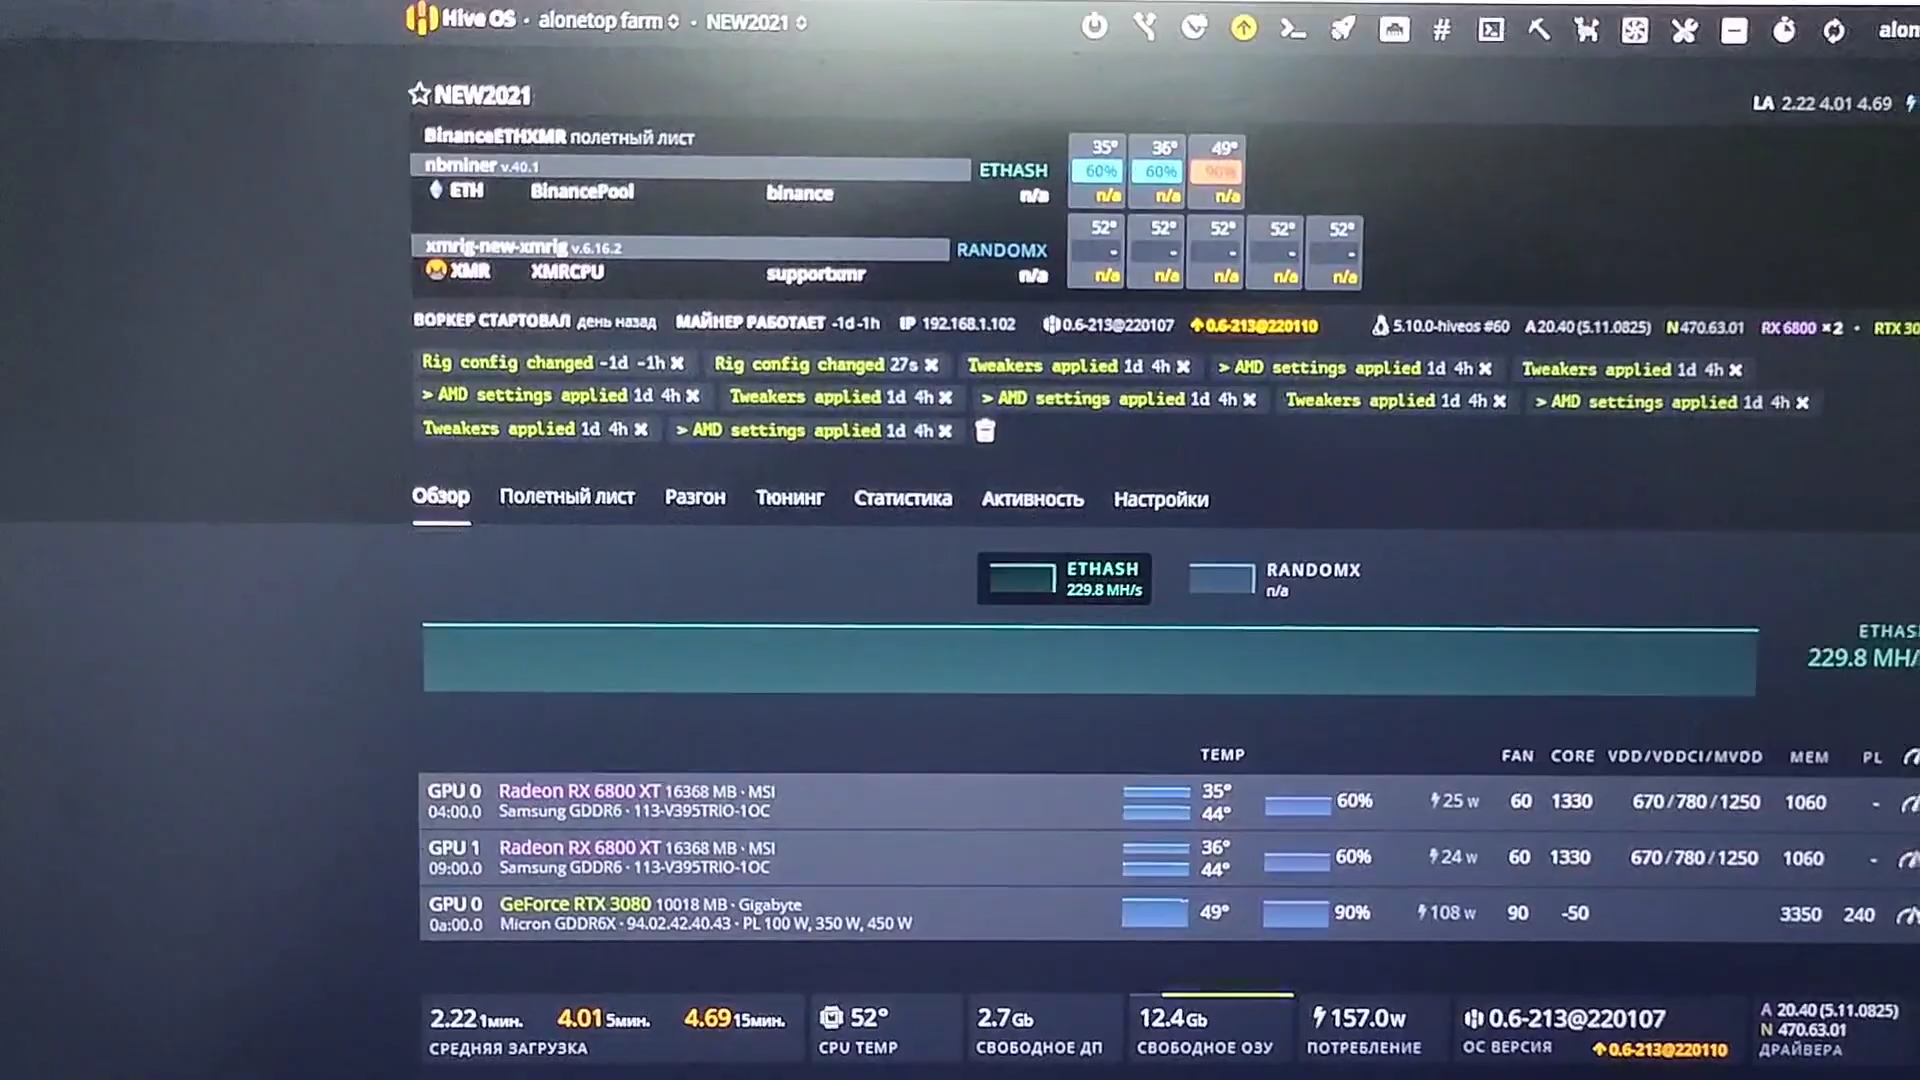 Hive OS · alonetop farm · NEW2021
NEW2021
LA 2.22 4.01 4.69
BinanceETHXMR полетный лист
nbminer v.40.1 ETHASH
ETH BinancePool binance n/a
35° 36° 49°
60% 60% 90%
n/a n/a n/a
xmrig-new-xmrig v.6.16.2 RANDOMX
XMR XMRCPU supportxmr n/a
52° 52° 52° 52° 52°
- - - - -
n/a n/a n/a n/a n/a
ВОРКЕР СТАРТОВАЛ день назад МАЙНЕР РАБОТАЕТ -1d-1h IP 192.168.1.102 0.6-213@220107 0.6-213@220110 5.10.0-hiveos #60 A 20.40 (5.11.0825) N 470.63.01 RX 6800 ×2 · RTX 30
Rig config changed -1d -1h Rig config changed 27s Tweakers applied 1d 4h > AMD settings applied 1d 4h Tweakers applied 1d 4h
> AMD settings applied 1d 4h Tweakers applied 1d 4h > AMD settings applied 1d 4h Tweakers applied 1d 4h > AMD settings applied 1d 4h
Tweakers applied 1d 4h > AMD settings applied 1d 4h
Обзор Полетный лист Разгон Тюнинг Статистика Активность Настройки
ETHASH
229.8 MH/s
RANDOMX
n/a
ETHAS
229.8 MH/
TEMP FAN CORE VDD/VDDCI/MVDD MEM PL
GPU 0 Radeon RX 6800 XT 16368 MB · MSI
04:00.0 Samsung GDDR6 · 113-V395TRIO-1OC
35°
44°
60% 25 W 60 1330 670/780/1250 1060 -
GPU 1 Radeon RX 6800 XT 16368 MB · MSI
09:00.0 Samsung GDDR6 · 113-V395TRIO-1OC
36°
44°
60% 24 W 60 1330 670/780/1250 1060 -
GPU 0 GeForce RTX 3080 10018 MB · Gigabyte
0a:00.0 Micron GDDR6X · 94.02.42.40.43 · PL 100 W, 350 W, 450 W
49° 90% 108 W 90 -50 3350 240
2.22 1мин. 4.01 5мин. 4.69 15мин.
СРЕДНЯЯ ЗАГРУЗКА
52°
CPU TEMP
2.7 Gb
СВОБОДНОЕ ДП
12.4 Gb
СВОБОДНОЕ ОЗУ
157.0 W
ПОТРЕБЛЕНИЕ
0.6-213@220107
ОС ВЕРСИЯ 0.6-213@220110
A 20.40 (5.11.0825)
N 470.63.01
ДРАЙВЕРА